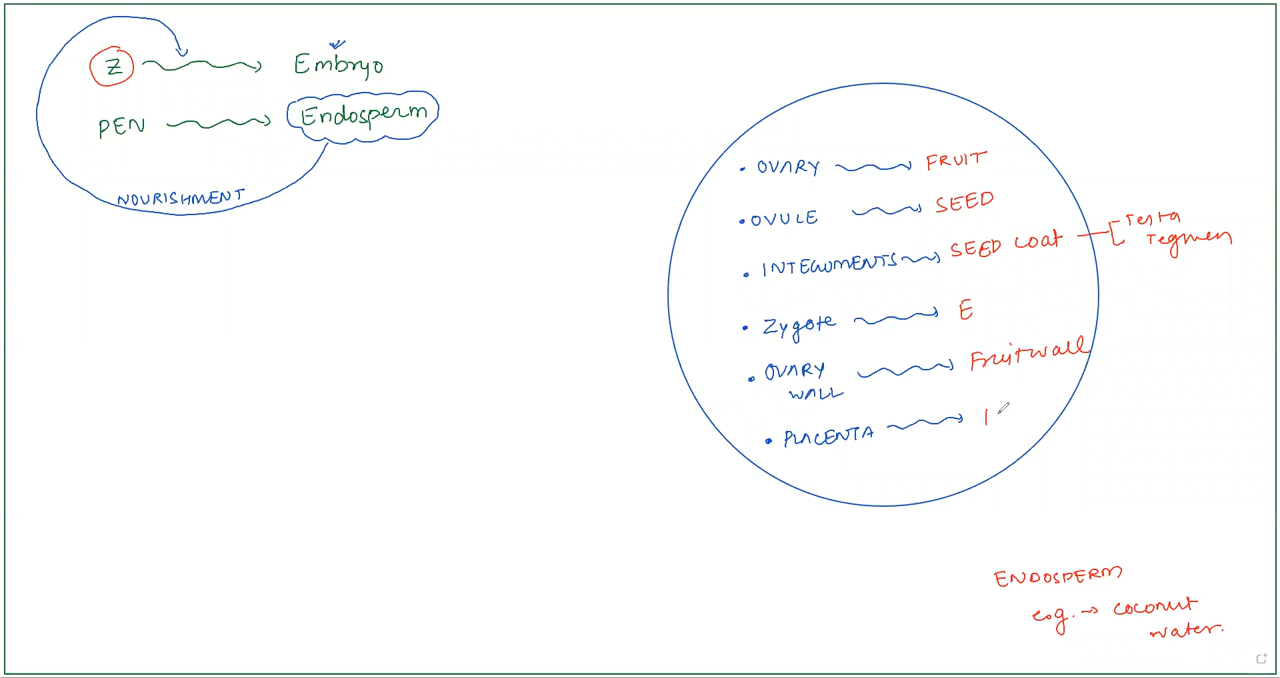 Z → Embryo
PEN → Endosperm
NOURISHMENT
• OVARY → FRUIT
• OVULE → SEED
• INTEGUMENTS → SEED COAT
Testa
Tegmen
• Zygote → E
• OVARY WALL → Fruitwall
• PLACENTA →
ENDOSPERM
eog. → coconut
water.